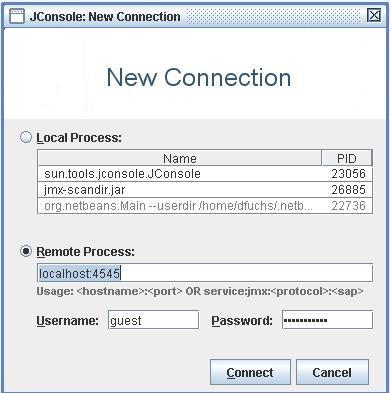 JConsole: New Connection
New Connection
Local Process:
Name PID
sun.tools.jconsole.JConsole 23056
jmx-scandir.jar 26885
org.netbeans.Main --userdir /home/dfuchs/.netb... 22736
Remote Process:
localhost:4545
Usage: <hostname>:<port> OR service:jmx:<protocol>:<sap>
Username: guest Password: •••••••••••
Connect Cancel